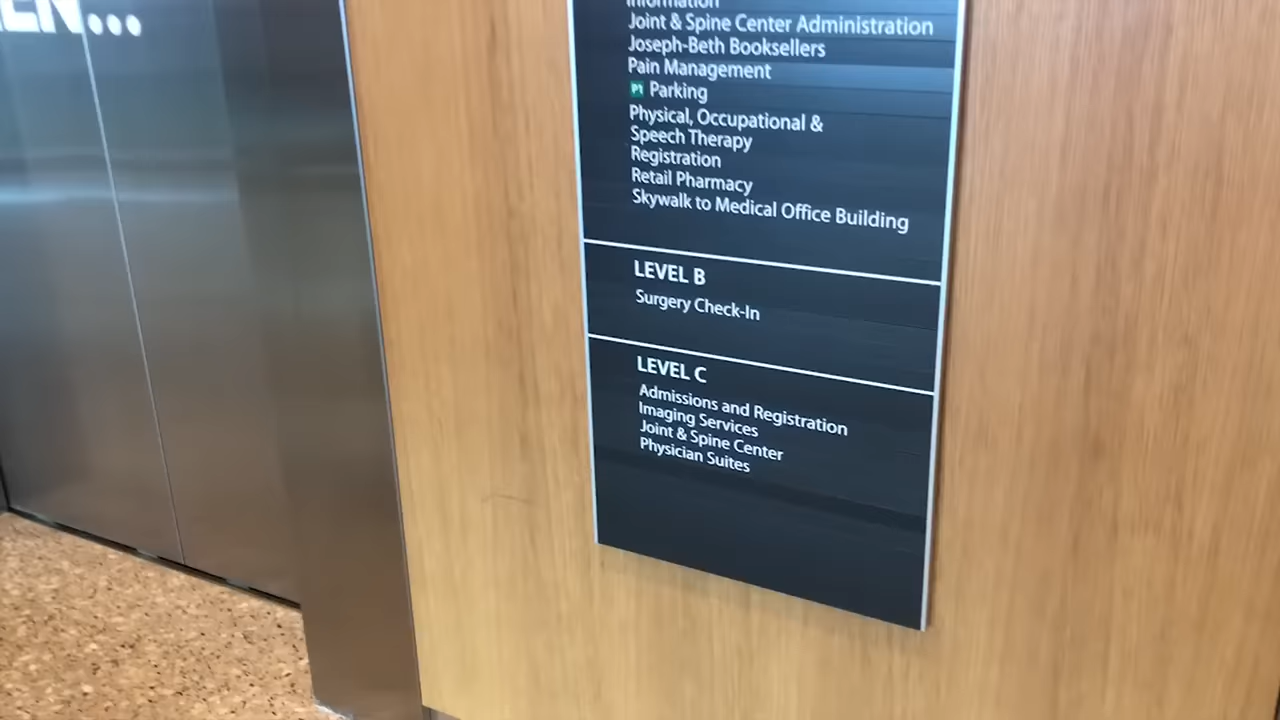 EN...
Information
Joint & Spine Center Administration
Joseph-Beth Booksellers
Pain Management
P1 Parking
Physical, Occupational &
Speech Therapy
Registration
Retail Pharmacy
Skywalk to Medical Office Building
LEVEL B
Surgery Check-In
LEVEL C
Admissions and Registration
Imaging Services
Joint & Spine Center
Physician Suites